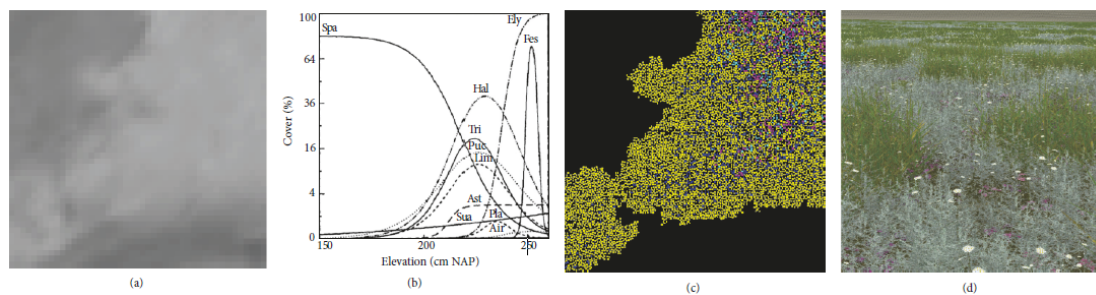 Ely
Spa
Fes
Hal
Tri
Puc
Lim
Ast
Sua
Pla
Air
100
64
36
16
4
0
Cover (%)
150
200
250
Elevation (cm NAP)
(a)
(b)
(c)
(d)